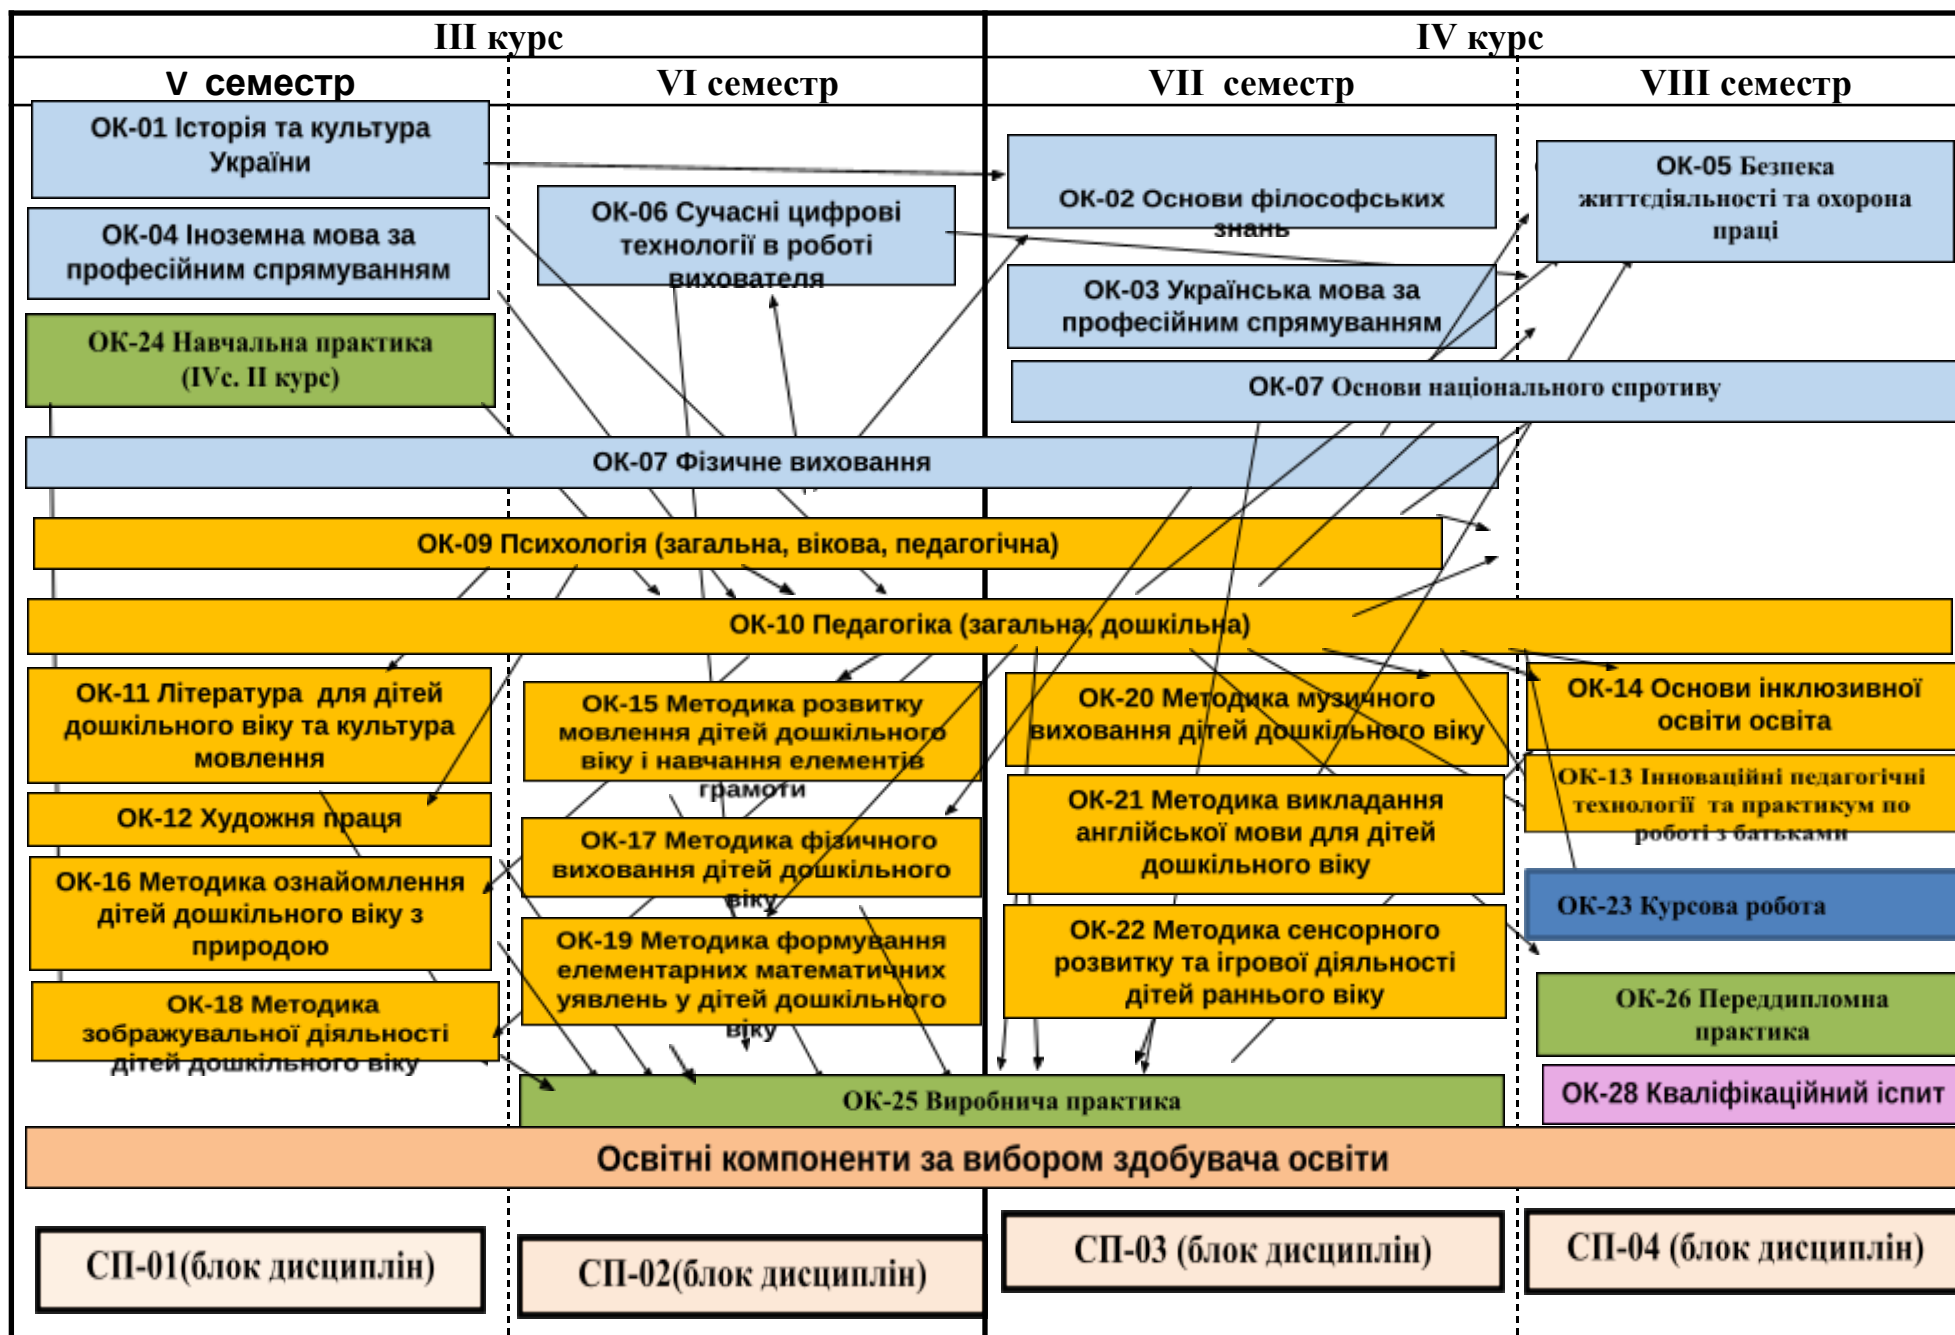 III курс
IV курс
V семестр
VI семестр
VII семестр
VIII семестр
ОК-01 Історія та культура
України
ОК-04 Іноземна мова за
професійним спрямуванням
ОК-24 Навчальна практика
(IVс. II курс)
ОК-06 Сучасні цифрові
технології в роботі
вихователя
ОК-02 Основи філософських
знань
ОК-03 Українська мова за
професійним спрямуванням
ОК-05 Безпека
життєдіяльності та охорона
праці
ОК-07 Основи національного спротиву
ОК-07 Фізичне виховання
ОК-09 Психологія (загальна, вікова, педагогічна)
ОК-10 Педагогіка (загальна, дошкільна)
ОК-11 Література для дітей
дошкільного віку та культура
мовлення
ОК-12 Художня праця
ОК-16 Методика ознайомлення
дітей дошкільного віку з
природою
ОК-18 Методика
зображувальної діяльності
дітей дошкільного віку
ОК-15 Методика розвитку
мовлення дітей дошкільного
віку і навчання елементів
грамоти
ОК-17 Методика фізичного
виховання дітей дошкільного
віку
ОК-19 Методика формування
елементарних математичних
уявлень у дітей дошкільного
віку
ОК-20 Методика музичного
виховання дітей дошкільного віку
ОК-21 Методика викладання
англійської мови для дітей
дошкільного віку
ОК-22 Методика сенсорного
розвитку та ігрової діяльності
дітей раннього віку
ОК-14 Основи інклюзивної
освіти освіта
ОК-13 Інноваційні педагогічні
технології та практикум по
роботі з батьками
ОК-23 Курсова робота
ОК-26 Переддипломна
практика
ОК-28 Кваліфікаційний іспит
ОК-25 Виробнича практика
Освітні компоненти за вибором здобувача освіти
СП-01(блок дисциплін)
СП-02(блок дисциплін)
СП-03 (блок дисциплін)
СП-04 (блок дисциплін)